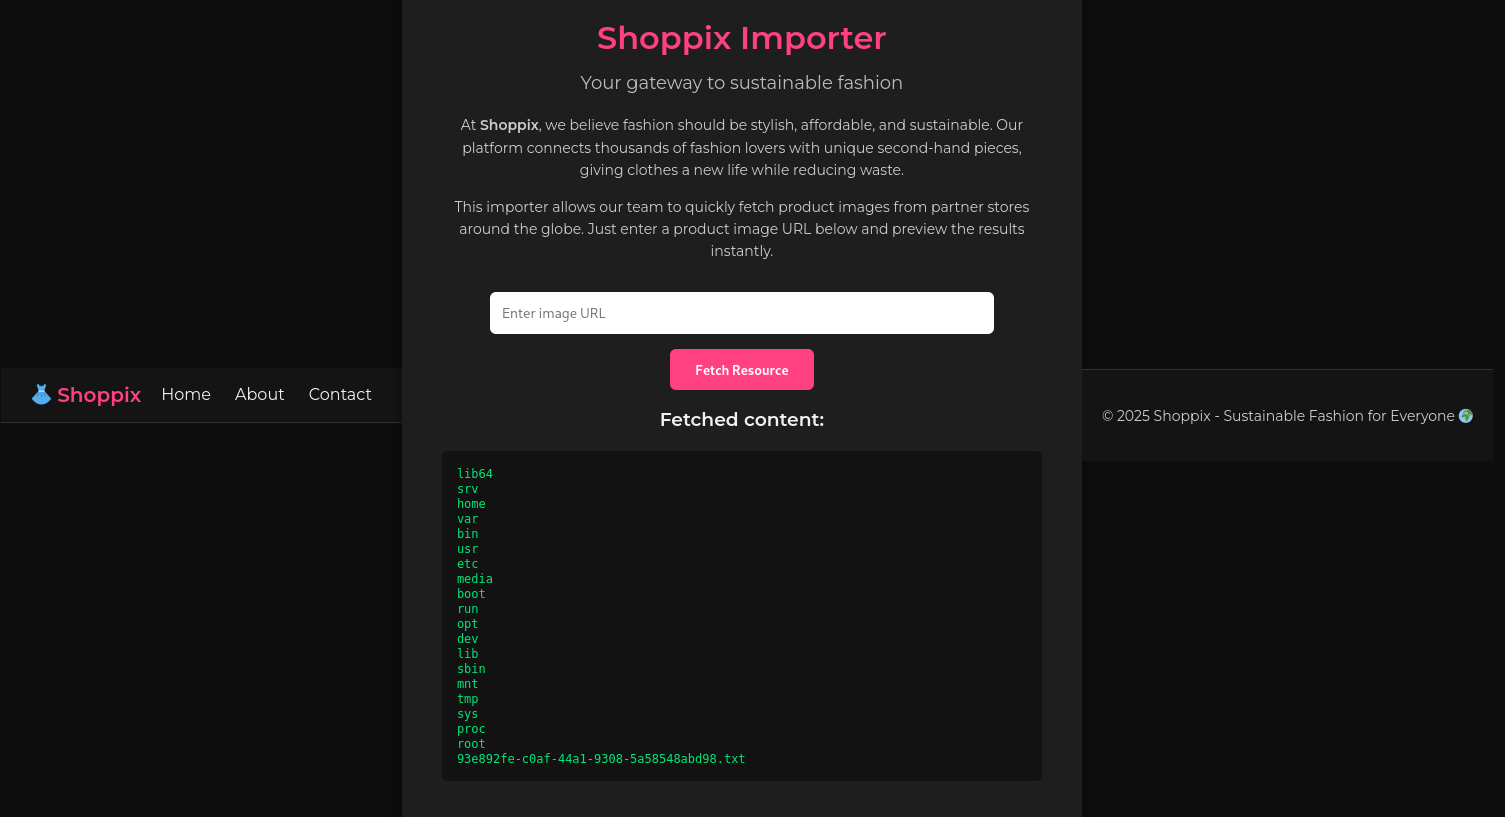 Shoppix Importer
Your gateway to sustainable fashion
At Shoppix, we believe fashion should be stylish, affordable, and sustainable. Our
platform connects thousands of fashion lovers with unique second-hand pieces,
giving clothes a new life while reducing waste.
This importer allows our team to quickly fetch product images from partner stores
around the globe. Just enter a product image URL below and preview the results
instantly.
Enter image URL
Fetch Resource
Shoppix Home About Contact
Fetched content:
lib64
srv
home
var
bin
usr
etc
media
boot
run
opt
dev
lib
sbin
mnt
tmp
sys
proc
root
93e892fe-c0af-44a1-9308-5a58548abd98.txt
© 2025 Shoppix - Sustainable Fashion for Everyone